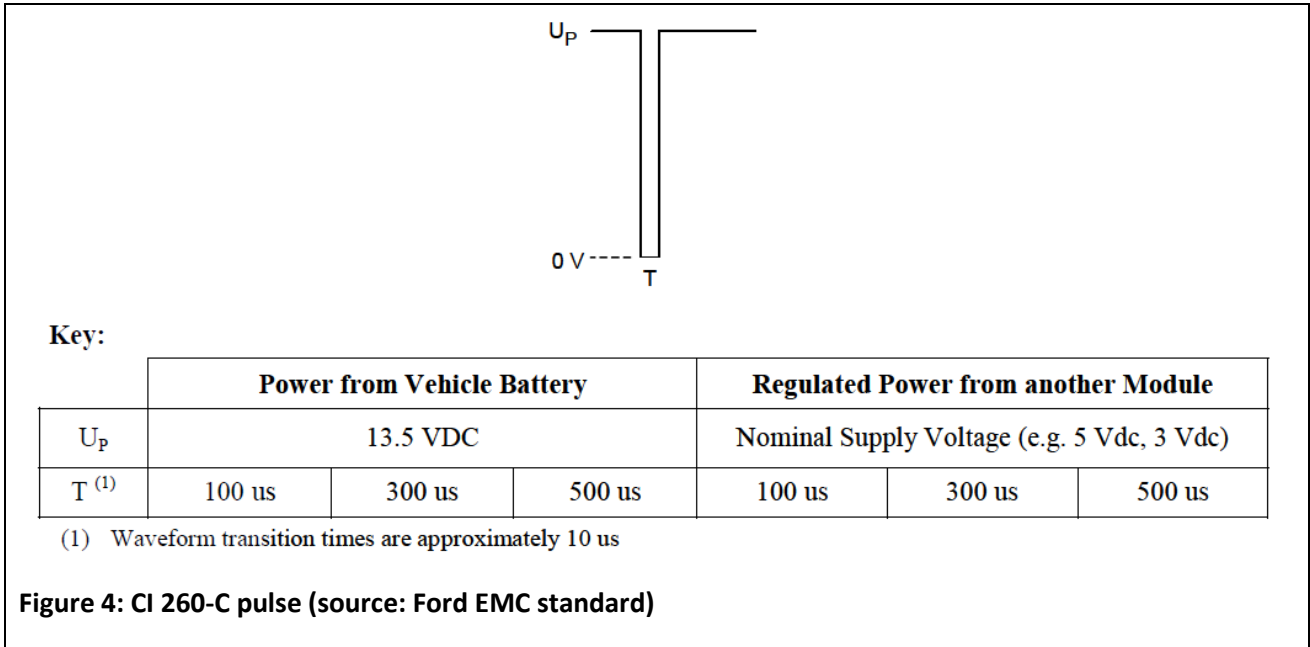 U_P
0 V
T
Key:
Power from Vehicle Battery Regulated Power from another Module
U_P 13.5 VDC Nominal Supply Voltage (e.g. 5 Vdc, 3 Vdc)
T (1) 100 us 300 us 500 us 100 us 300 us 500 us
(1) Waveform transition times are approximately 10 us
Figure 4: CI 260-C pulse (source: Ford EMC standard)